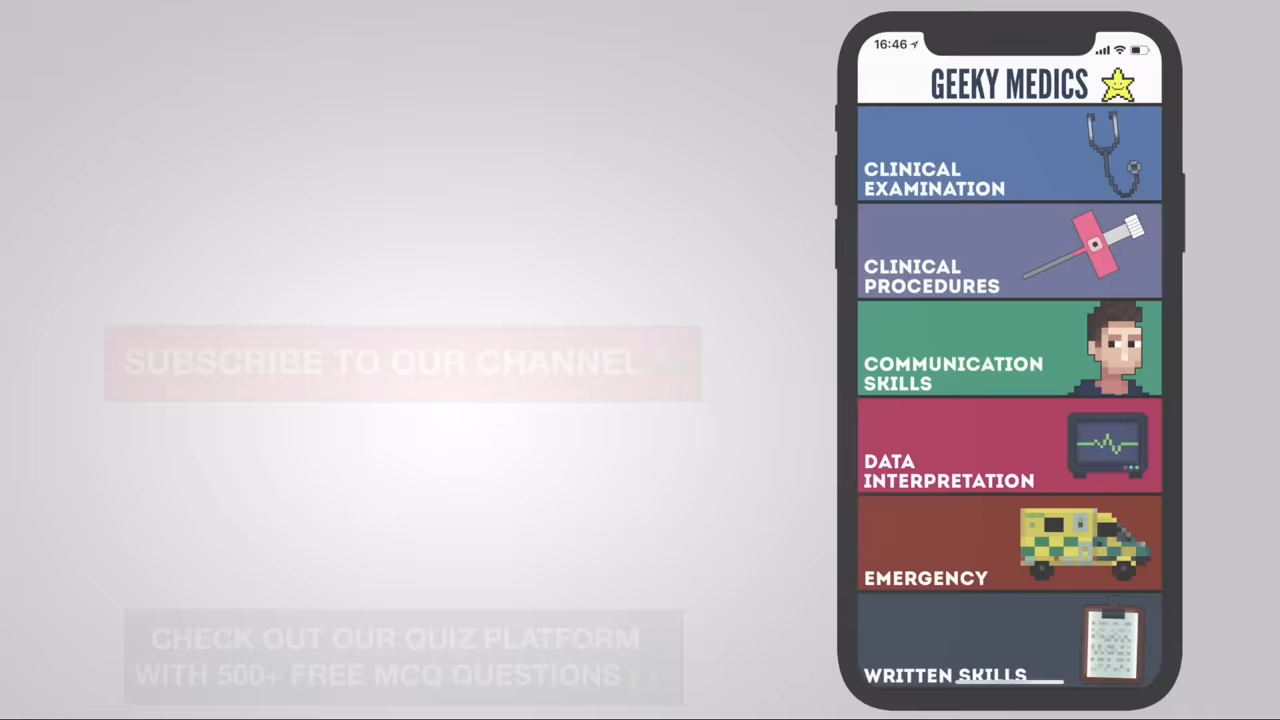 SUBSCRIBE TO OUR CHANNEL
CHECK OUT OUR QUIZ PLATFORM
WITH 500+ FREE MCQ QUESTIONS
16:46
GEEKY MEDICS
CLINICAL
EXAMINATION
CLINICAL
PROCEDURES
COMMUNICATION
SKILLS
DATA
INTERPRETATION
EMERGENCY
WRITTEN SKILLS